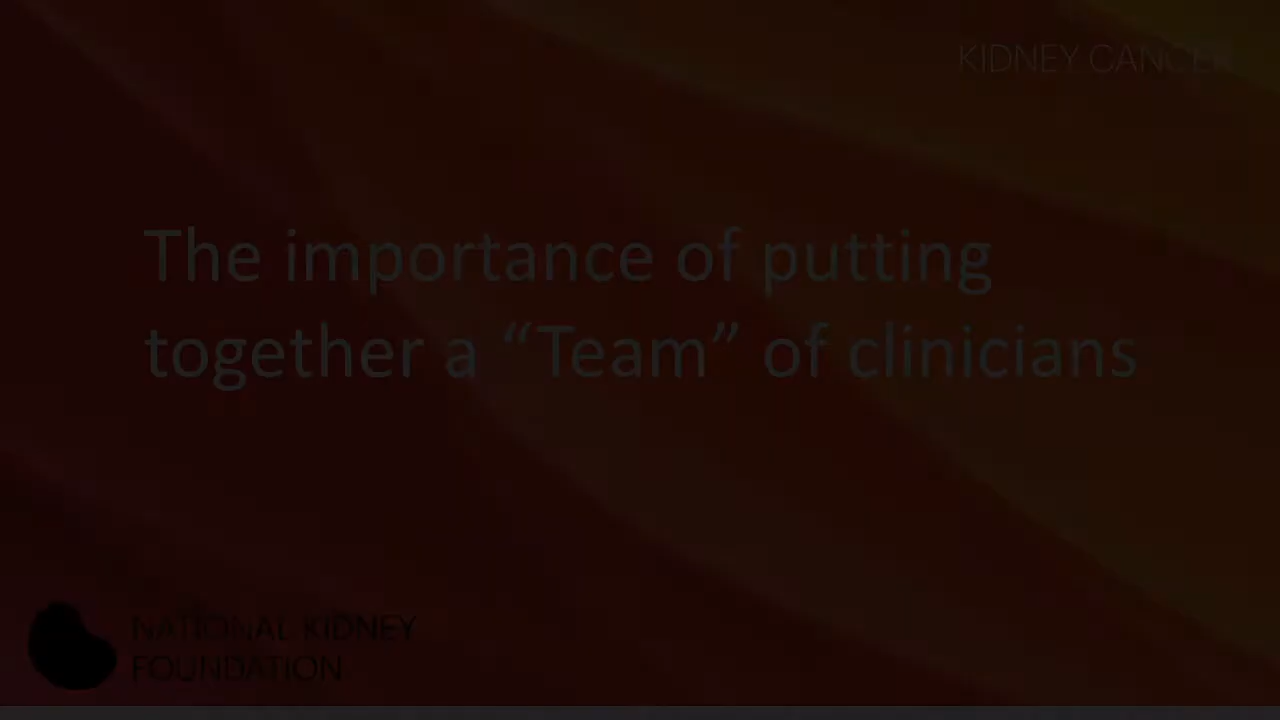 KIDNEY CANCER
The importance of putting
together a “Team” of clinicians
NATIONAL KIDNEY
FOUNDATION